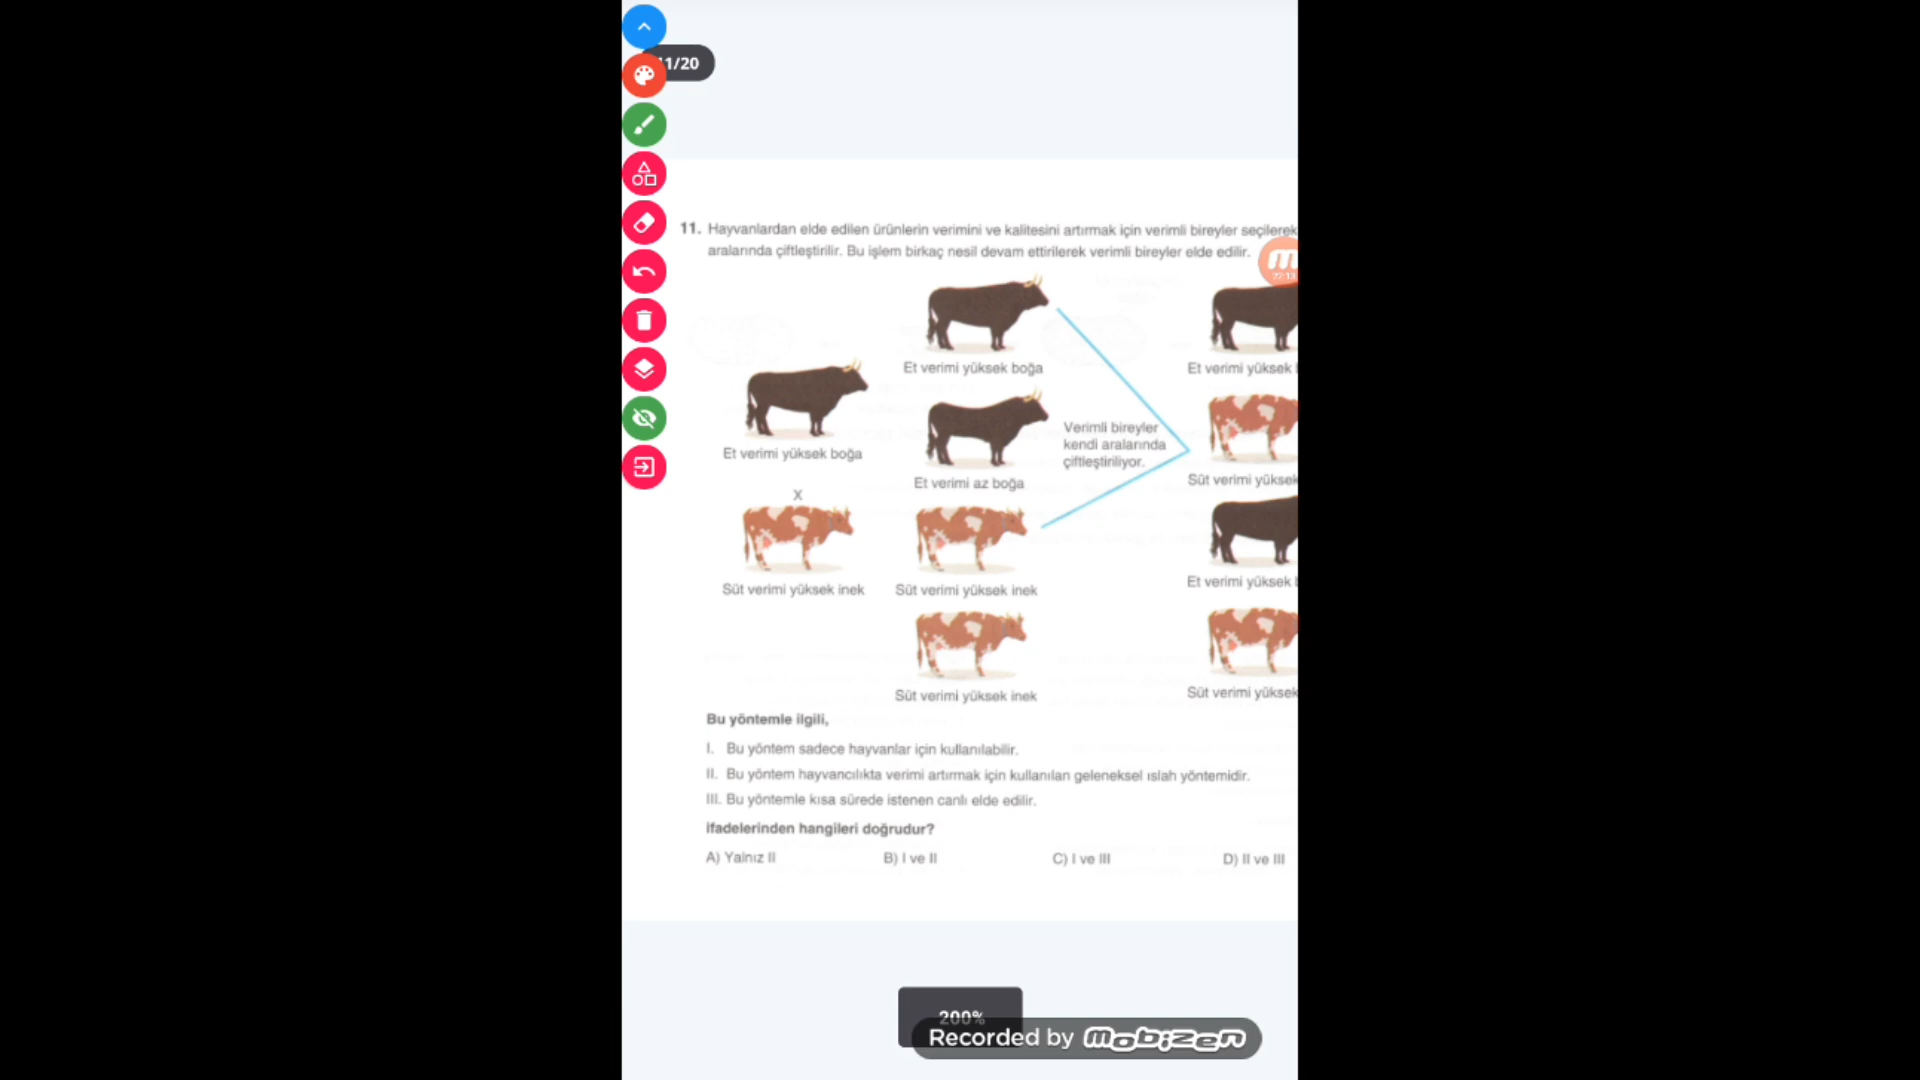 11/20
11. Hayvanlardan elde edilen ürünlerin verimini ve kalitesini artırmak için verimli bireyler seçilerek
aralarında çiftleştirilir. Bu işlem birkaç nesil devam ettirilerek verimli bireyler elde edilir.
02:13
Et verimi yüksek boğa
Et verimi yüksek
Verimli bireyler
kendi aralarında
çiftleştiriliyor.
Et verimi yüksek boğa
Et verimi az boğa
Süt verimi yüksek
X
Süt verimi yüksek inek
Süt verimi yüksek inek
Et verimi yüksek
Süt verimi yüksek inek
Süt verimi yüksek
Bu yöntemle ilgili,
I. Bu yöntem sadece hayvanlar için kullanılabilir.
II. Bu yöntem hayvancılıkta verimi artırmak için kullanılan geleneksel ıslah yöntemidir.
III. Bu yöntemle kısa sürede istenen canlı elde edilir.
ifadelerinden hangileri doğrudur?
A) Yalnız II B) I ve II C) I ve III D) II ve III
200%
Recorded by mobizen